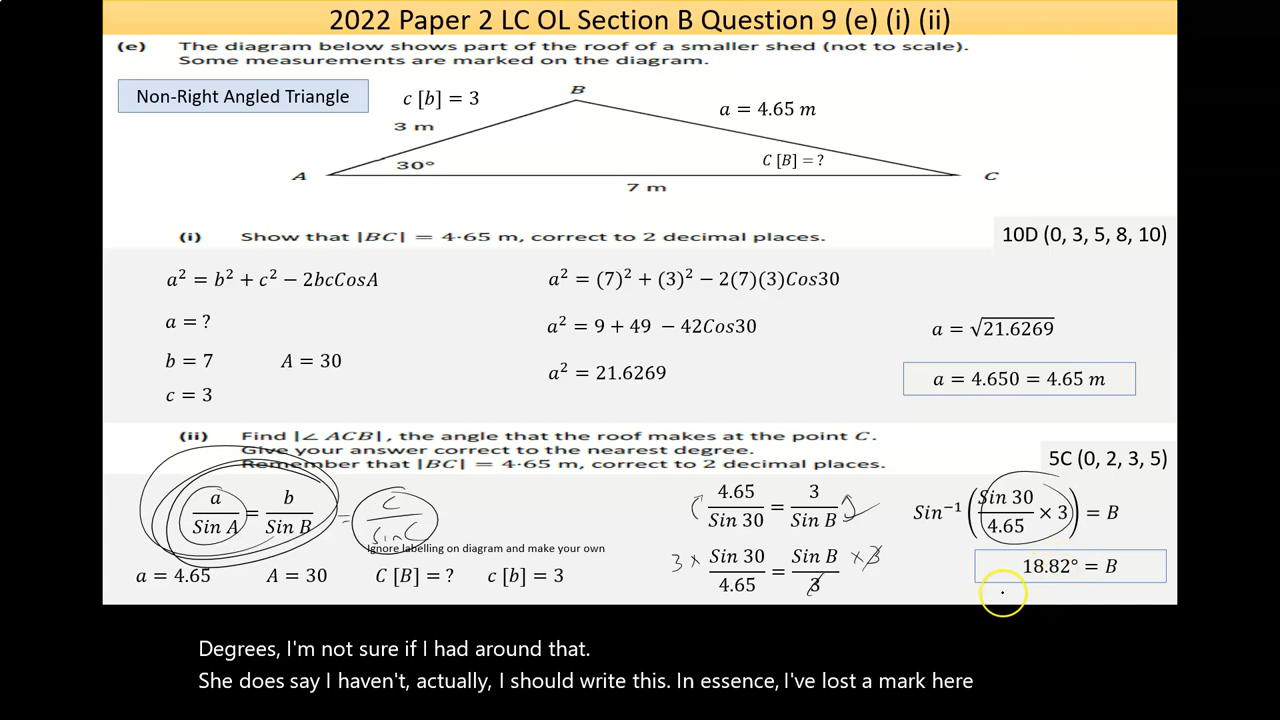 2022 Paper 2 LC OL Section B Question 9 (e) (i) (ii)
(e) The diagram below shows part of the roof of a smaller shed (not to scale).
Some measurements are marked on the diagram.
Non-Right Angled Triangle
c [b] = 3
B
a = 4.65 m
3 m
A
30°
C [B] = ?
C
7 m
(i) Show that |BC| = 4·65 m, correct to 2 decimal places.
10D (0, 3, 5, 8, 10)
a² = b² + c² − 2bcCosA
a² = (7)² + (3)² − 2(7)(3)Cos30
a = ?
a² = 9 + 49 − 42Cos30
a = √21.6269
b = 7 A = 30
a² = 21.6269
a = 4.650 = 4.65 m
c = 3
(ii) Find |∠ ACB|, the angle that the roof makes at the point C.
Give your answer correct to the nearest degree.
Remember that |BC| = 4·65 m, correct to 2 decimal places.
5C (0, 2, 3, 5)
a/Sin A = b/Sin B = c/sin C
4.65/Sin 30 = 3/Sin B
Sin⁻¹ (Sin 30/4.65 × 3) = B
Ignore labelling on diagram and make your own
3 × Sin 30/4.65 = Sin B/3 × 3
18.82° = B
a = 4.65 A = 30 C [B] = ? c [b] = 3
Degrees, I'm not sure if I had around that.
She does say I haven't, actually, I should write this. In essence, I've lost a mark here